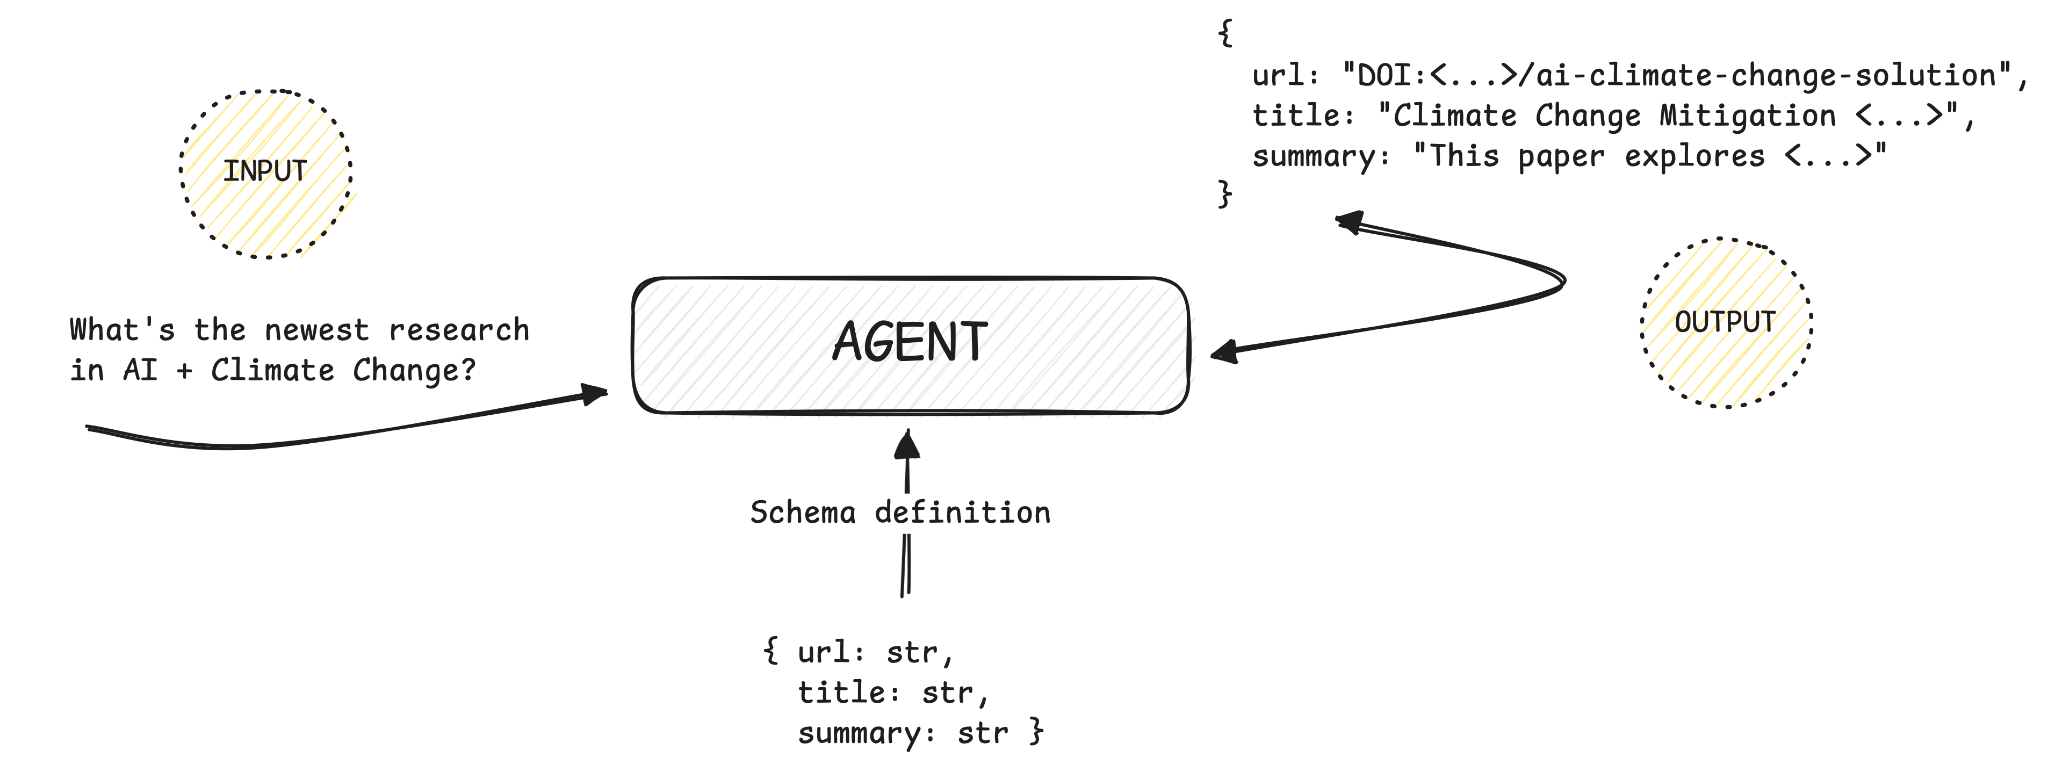 INPUT
What's the newest research
in AI + Climate Change?
AGENT
Schema definition
{ url: str,
title: str,
summary: str }
{
url: "DOI:<...>/ai-climate-change-solution",
title: "Climate Change Mitigation <...>",
summary: "This paper explores <...>"
}
OUTPUT